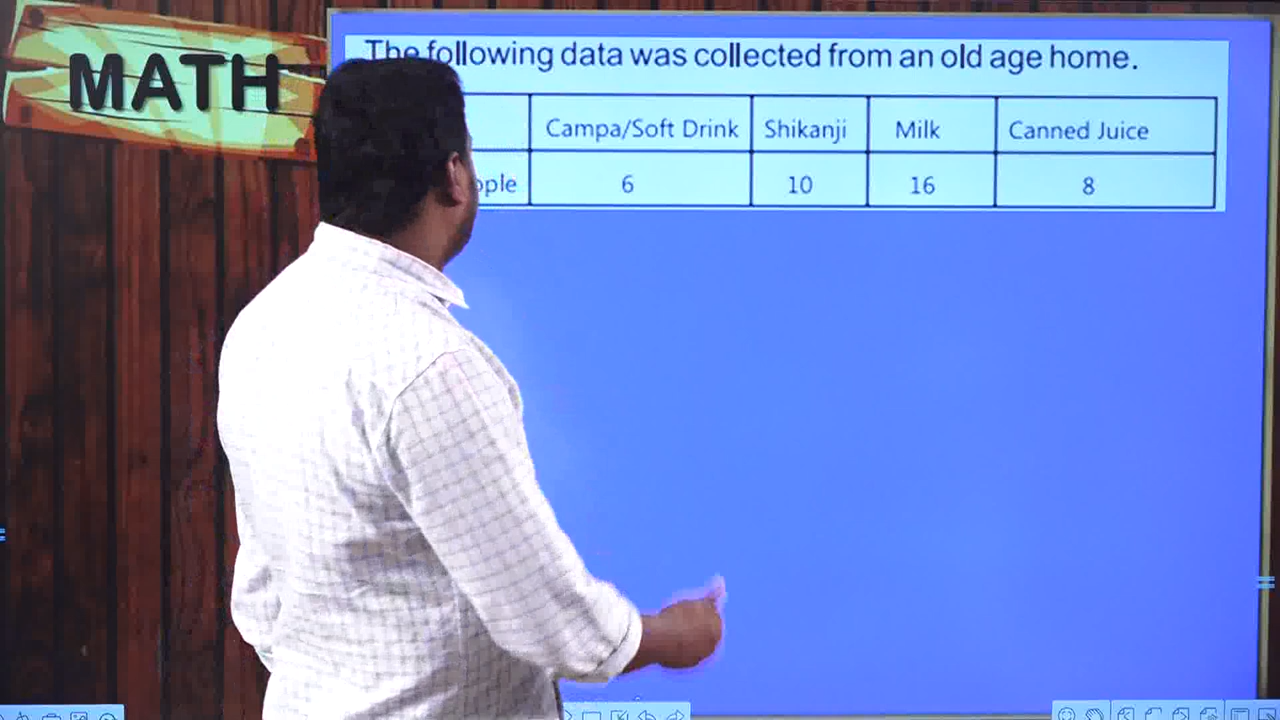 MATH
The following data was collected from an old age home.
Campa/Soft Drink Shikanji Milk Canned Juice
6 10 16 8